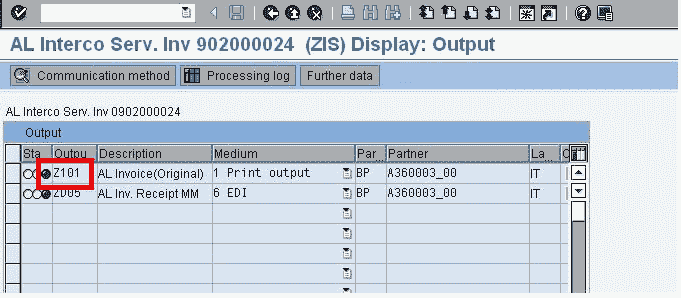 AL Interco Serv. Inv 902000024 (ZIS) Display: Output
Communication method Processing log Further data
AL Interco Serv. Inv 0902000024
Output
Sta Outpu Description Medium Par... Partner La...
Z101 AL Invoice(Original) 1 Print output BP A360003_00 IT
ZD05 AL Inv. Receipt MM 6 EDI BP A360003_00 IT